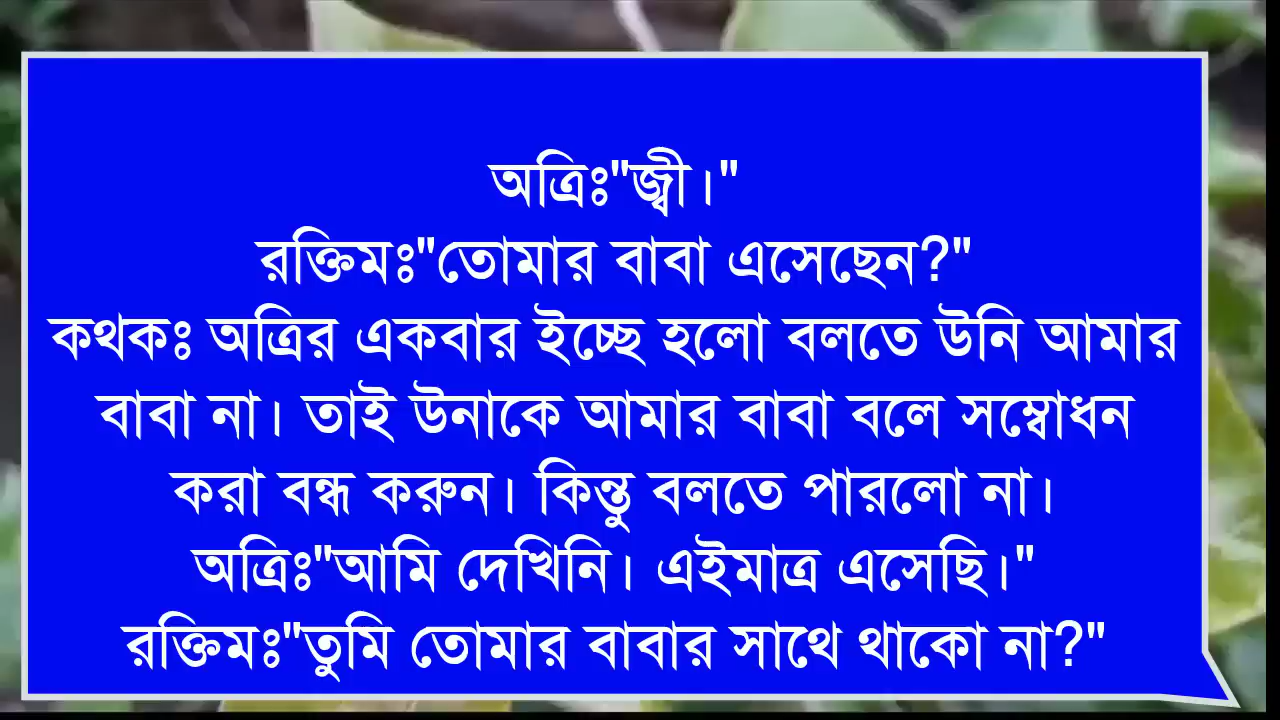 অত্রিঃ"জ্বী।"
রক্তিমঃ"তোমার বাবা এসেছেন?"
কথকঃ অত্রির একবার ইচ্ছে হলো বলতে উনি আমার
বাবা না। তাই উনাকে আমার বাবা বলে সম্বোধন
করা বন্ধ করুন। কিন্তু বলতে পারলো না।
অত্রিঃ"আমি দেখিনি। এইমাত্র এসেছি।"
রক্তিমঃ"তুমি তোমার বাবার সাথে থাকো না?"